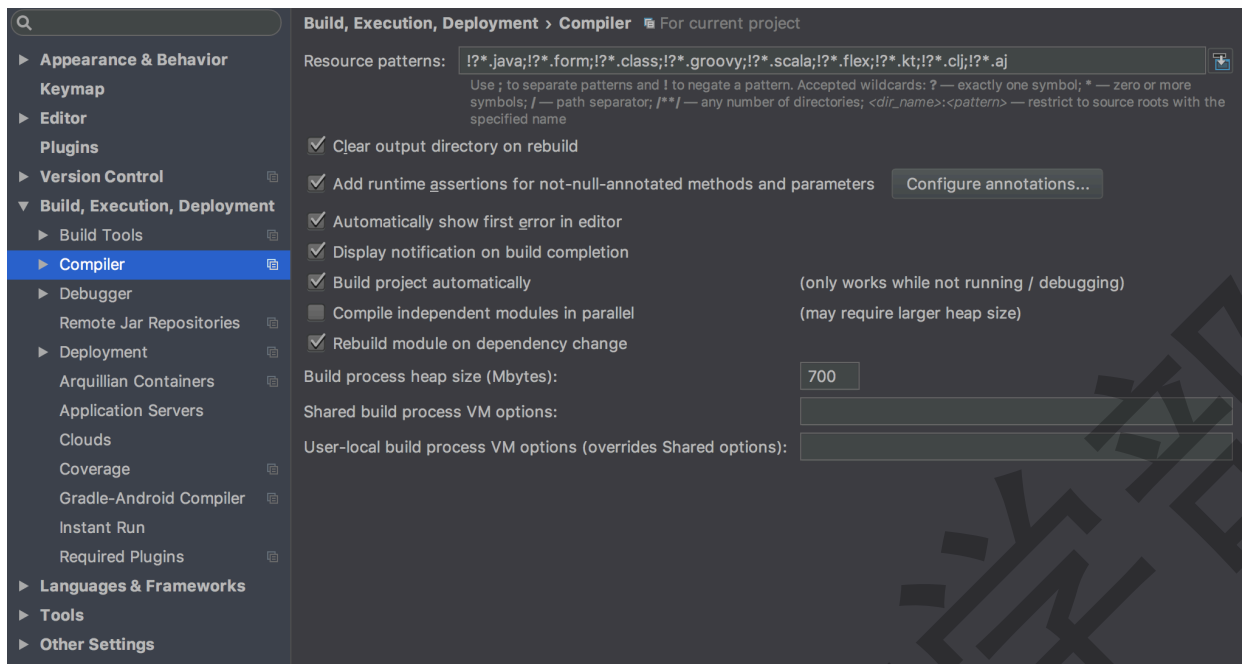 Build, Execution, Deployment › Compiler For current project
Appearance & Behavior
Keymap
Editor
Plugins
Version Control
Build, Execution, Deployment
Build Tools
Compiler
Debugger
Remote Jar Repositories
Deployment
Arquillian Containers
Application Servers
Clouds
Coverage
Gradle-Android Compiler
Instant Run
Required Plugins
Languages & Frameworks
Tools
Other Settings
Resource patterns: !?*.java;!?*.form;!?*.class;!?*.groovy;!?*.scala;!?*.flex;!?*.kt;!?*.clj;!?*.aj
Use ; to separate patterns and ! to negate a pattern. Accepted wildcards: ? — exactly one symbol; * — zero or more
symbols; / — path separator; /**/ — any number of directories; <dir_name>:<pattern> — restrict to source roots with the
specified name
Clear output directory on rebuild
Add runtime assertions for not-null-annotated methods and parameters Configure annotations...
Automatically show first error in editor
Display notification on build completion
Build project automatically (only works while not running / debugging)
Compile independent modules in parallel (may require larger heap size)
Rebuild module on dependency change
Build process heap size (Mbytes): 700
Shared build process VM options:
User-local build process VM options (overrides Shared options):